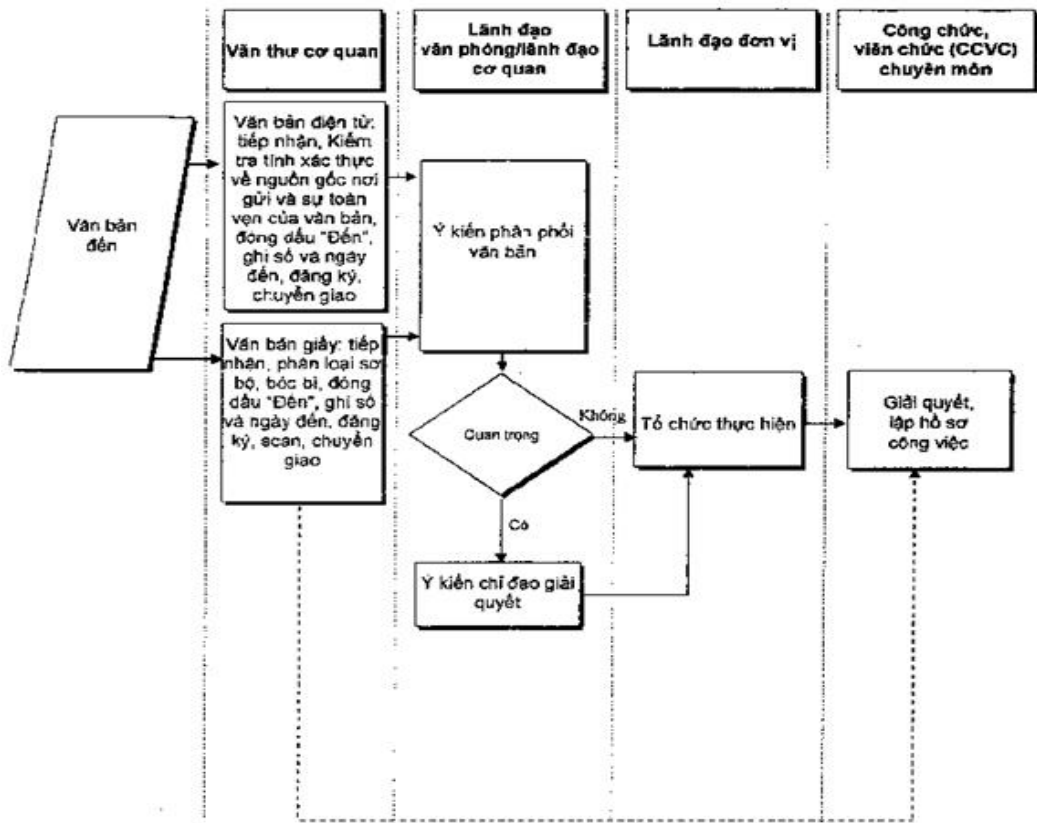 Văn thư cơ quan
Lãnh đạo
văn phòng/lãnh đạo
cơ quan
Lãnh đạo đơn vị
Công chức,
viên chức (CCVC)
chuyên môn
Văn bản
đến
Văn bản điện tử:
tiếp nhận, Kiểm
tra tính xác thực
về nguồn gốc nơi
gửi và sự toàn
vẹn của văn bản,
đóng dấu "Đến",
ghi số và ngày
đến, đăng ký,
chuyển giao
Ý kiến phân phối
văn bản
Văn bản giấy: tiếp
nhận, phân loại sơ
bộ, bóc bì, đóng
dấu "Đến", ghi số
và ngày đến, đăng
ký, scan, chuyển
giao
Quan trọng
Không
Tổ chức thực hiện
Giải quyết,
lập hồ sơ
công việc
Có
Ý kiến chỉ đạo giải
quyết